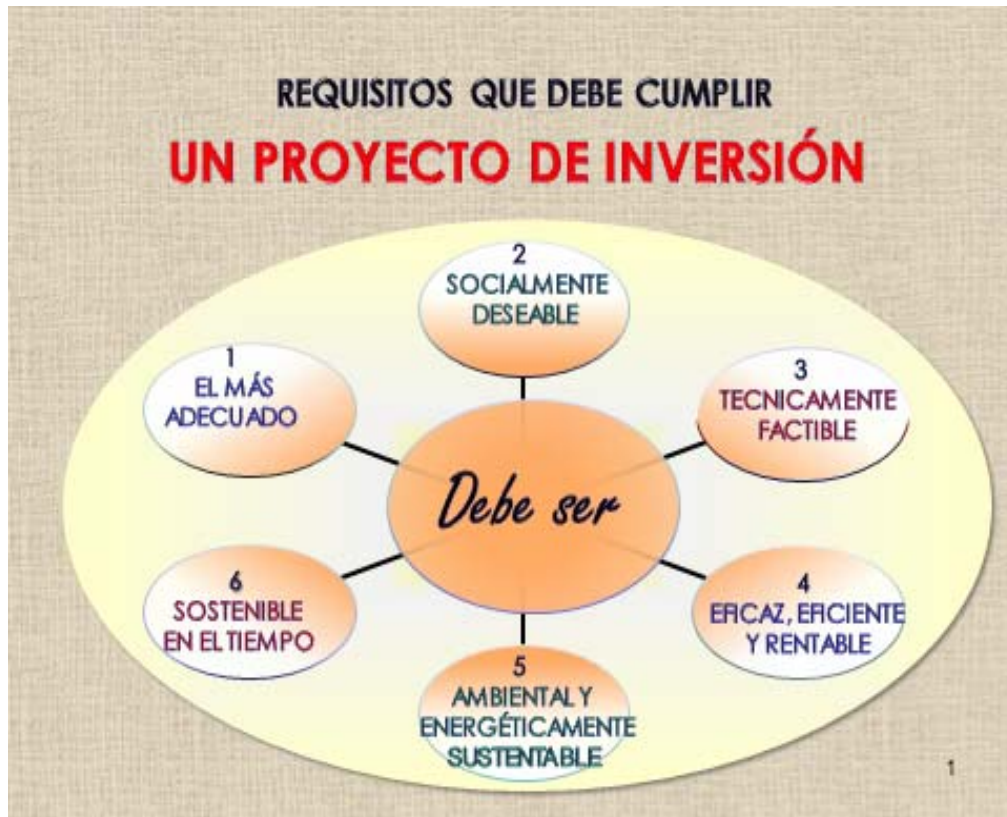 REQUISITOS QUE DEBE CUMPLIR
UN PROYECTO DE INVERSIÓN
1
EL MÁS
ADECUADO
2
SOCIALMENTE
DESEABLE
3
TECNICAMENTE
FACTIBLE
4
EFICAZ, EFICIENTE
Y RENTABLE
5
AMBIENTAL Y
ENERGÉTICAMENTE
SUSTENTABLE
6
SOSTENIBLE
EN EL TIEMPO
Debe ser
1